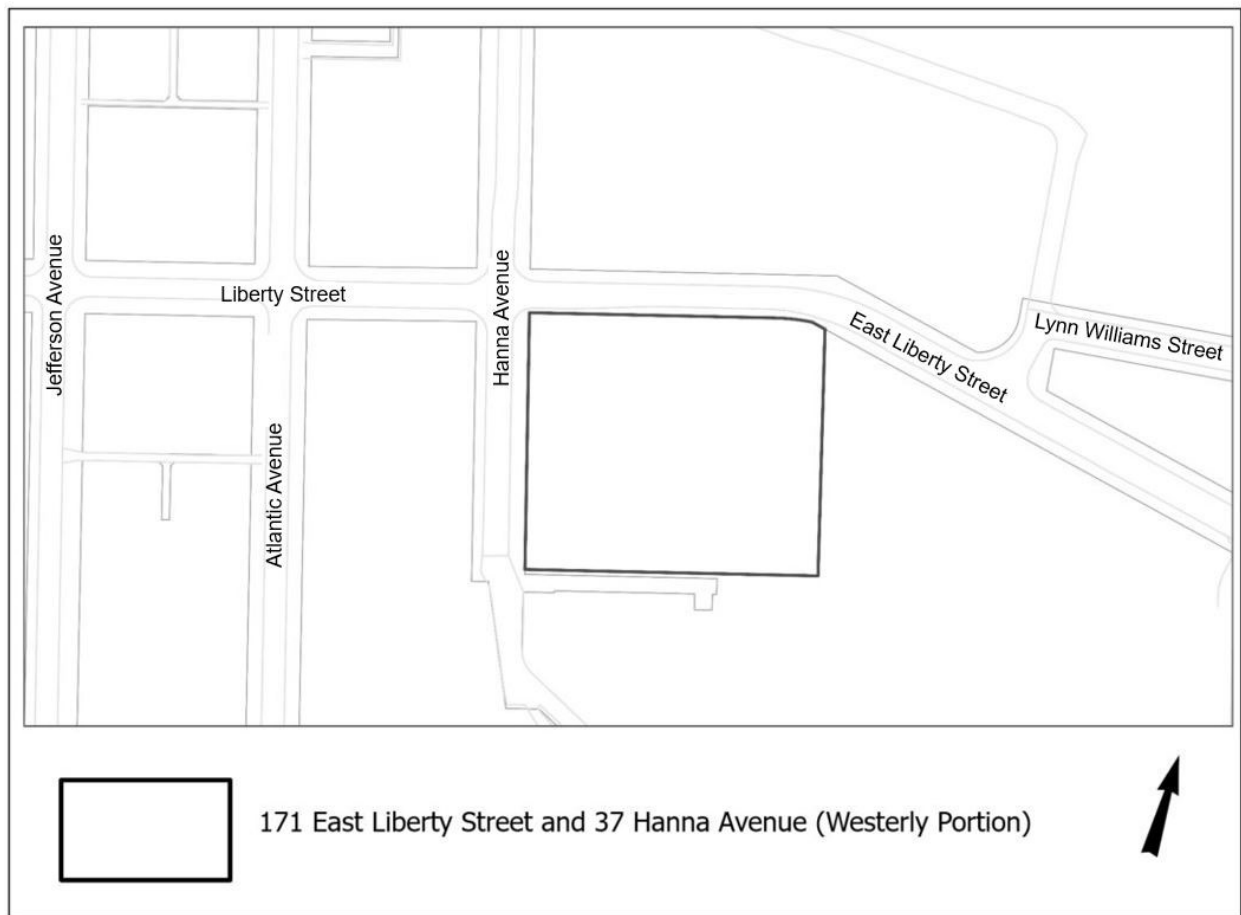 Jefferson Avenue
Liberty Street
Atlantic Avenue
Hanna Avenue
East Liberty Street
Lynn Williams Street
171 East Liberty Street and 37 Hanna Avenue (Westerly Portion)